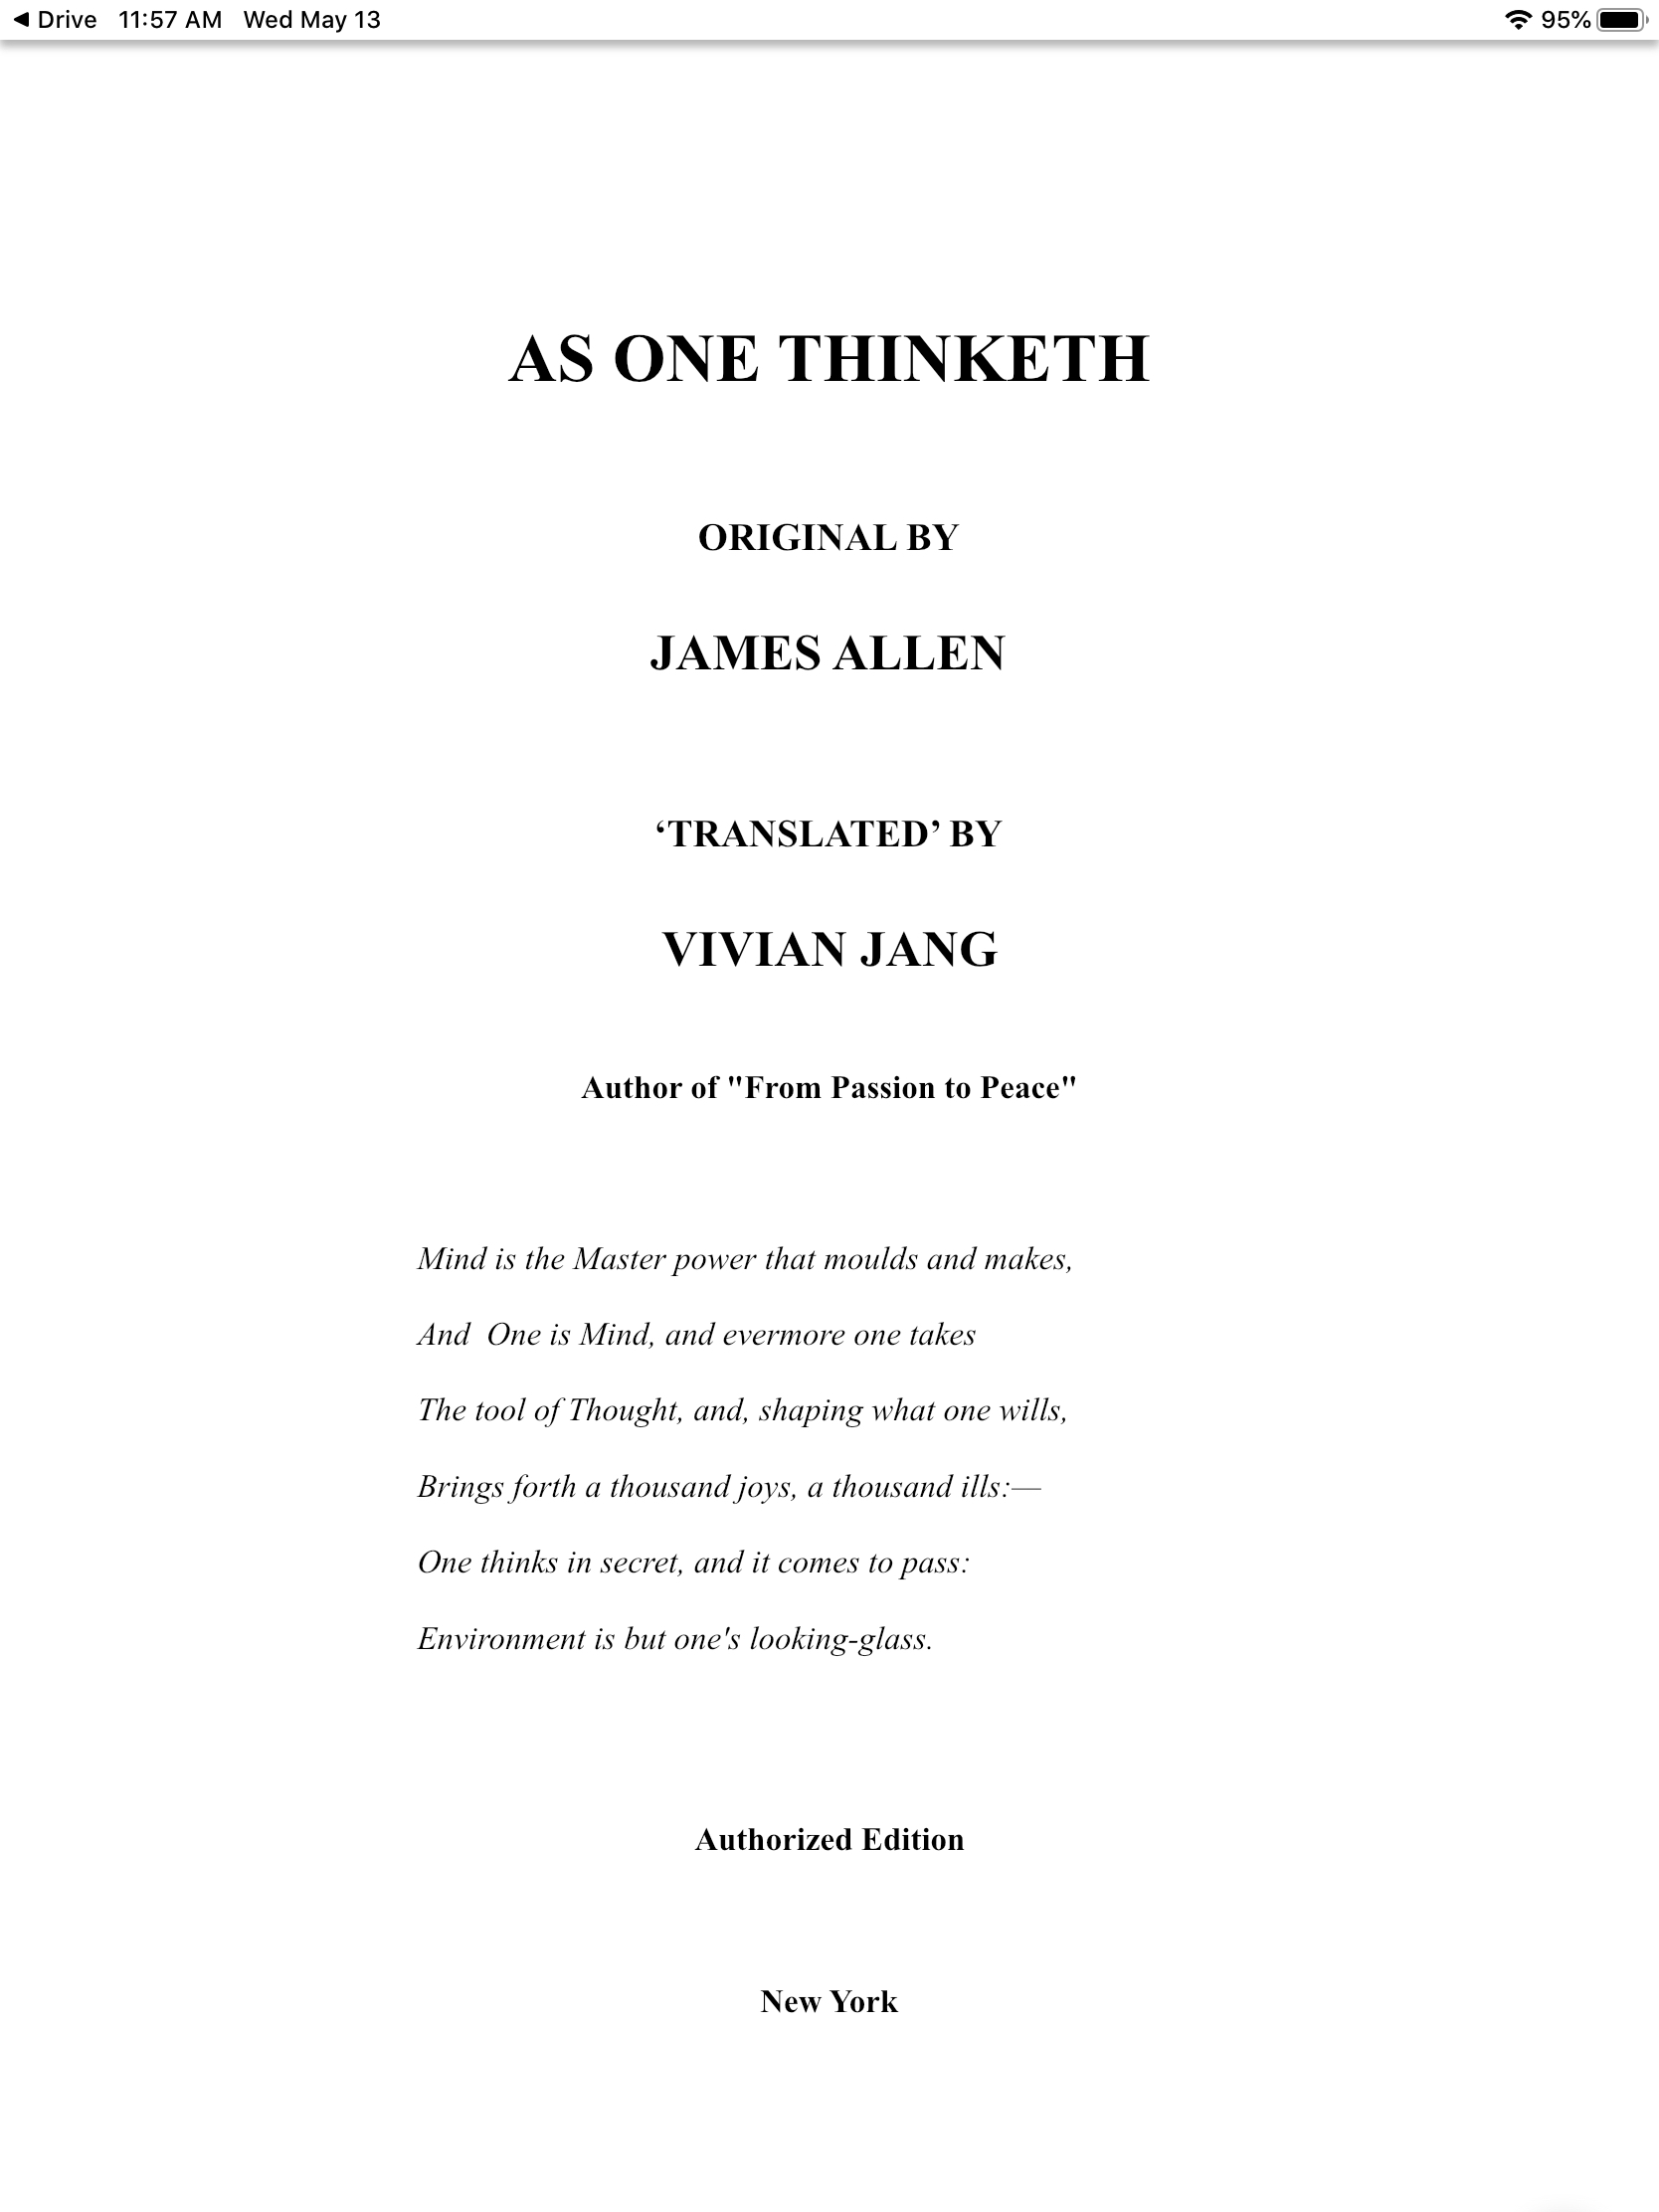 Drive 11:57 AM Wed May 13 95%
AS ONE THINKETH
ORIGINAL BY
JAMES ALLEN
‘TRANSLATED’ BY
VIVIAN JANG
Author of "From Passion to Peace"
Mind is the Master power that moulds and makes,
And  One is Mind, and evermore one takes
The tool of Thought, and, shaping what one wills,
Brings forth a thousand joys, a thousand ills:—
One thinks in secret, and it comes to pass:
Environment is but one's looking-glass.
Authorized Edition
New York